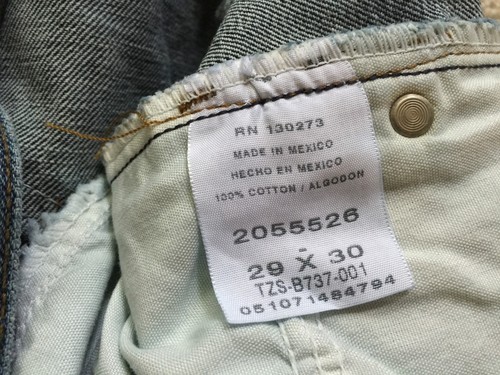 RN 130273
MADE IN MEXICO
HECHO EN MEXICO
100% COTTON / ALGODON
2055526
-
29 X 30
TZS-B737-001
051071484794